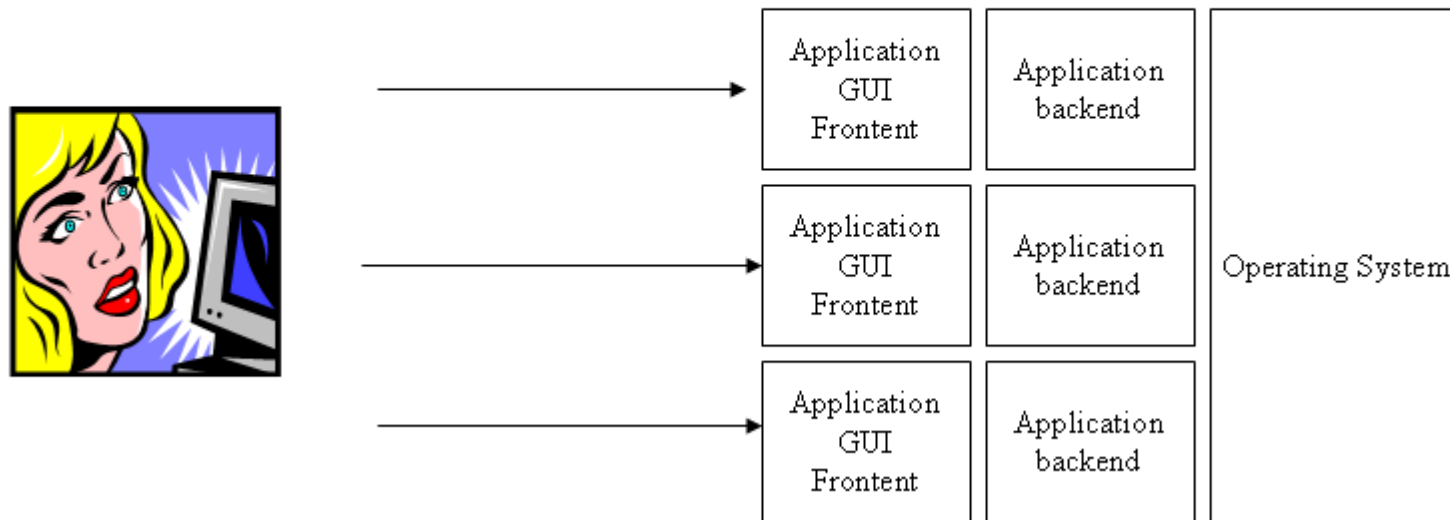 Application
GUI
Frontent
Application
backend
Application
GUI
Frontent
Application
backend
Operating System
Application
GUI
Frontent
Application
backend